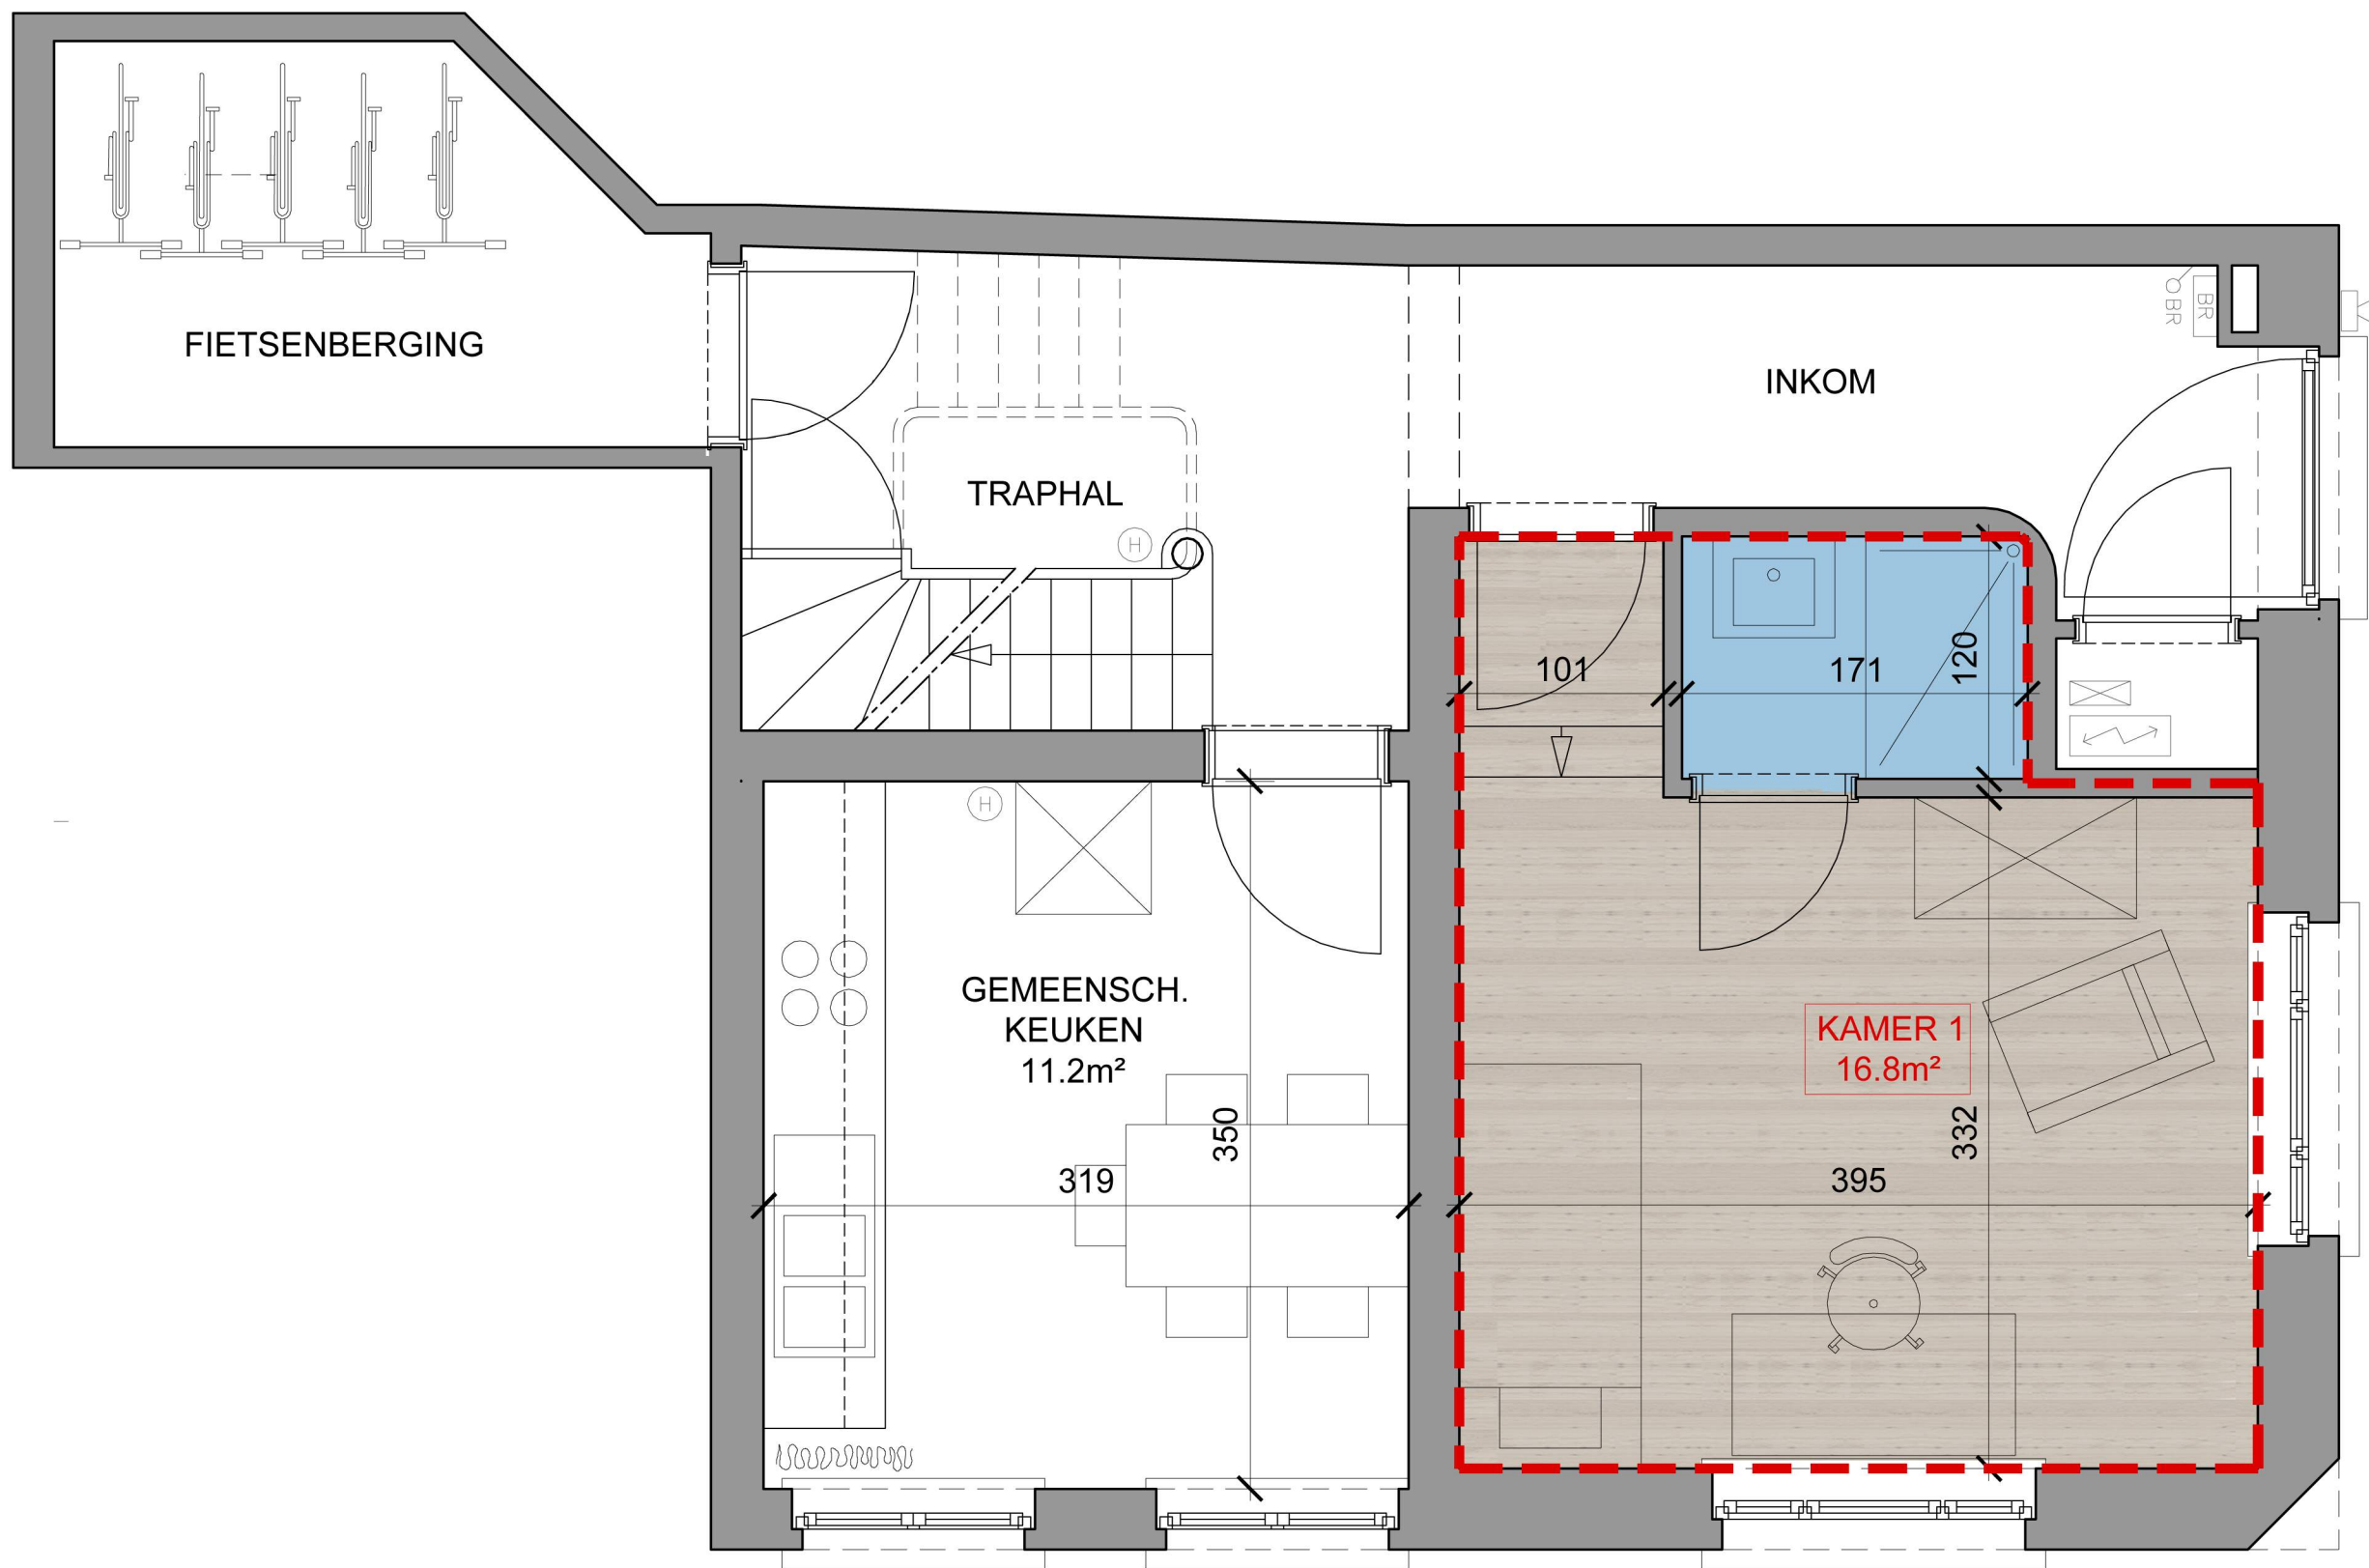 FIETSENBERGING
INKOM
BR
BR
TRAPHAL
H
101
171
120
H
GEMEENSCH.
KEUKEN
11.2m²
KAMER 1
16.8m²
350
332
319
395